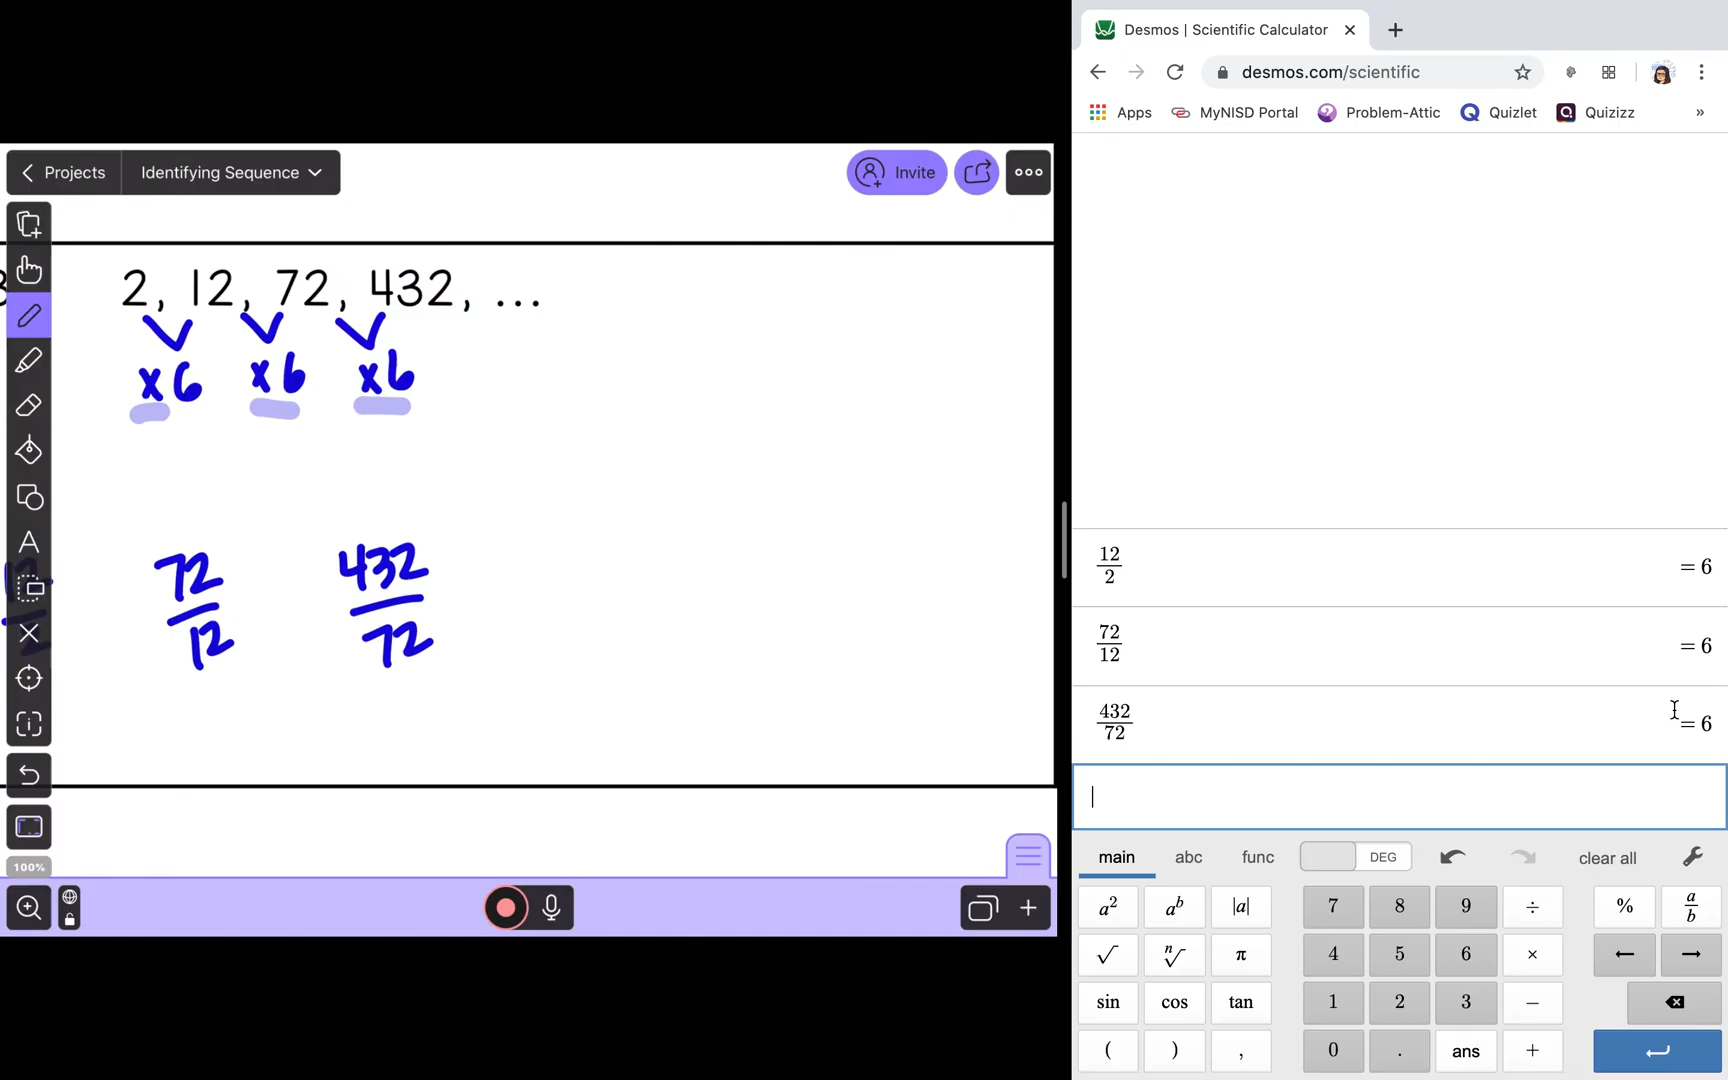 Projects
Identifying Sequence
Invite
2, 12, 72, 432, ...
x6 x6 x6
72
12
432
72
100%
Desmos | Scientific Calculator
desmos.com/scientific
Apps
MyNISD Portal
Problem-Attic
Quizlet
Quizizz
»
12
2
= 6
72
12
= 6
432
72
= 6
main
abc
func
DEG
clear all
a² aᵇ |a| 7 8 9 ÷ % a/b
√ ⁿ√ π 4 5 6 × ← →
sin cos tan 1 2 3 −
( ) , 0 . ans +